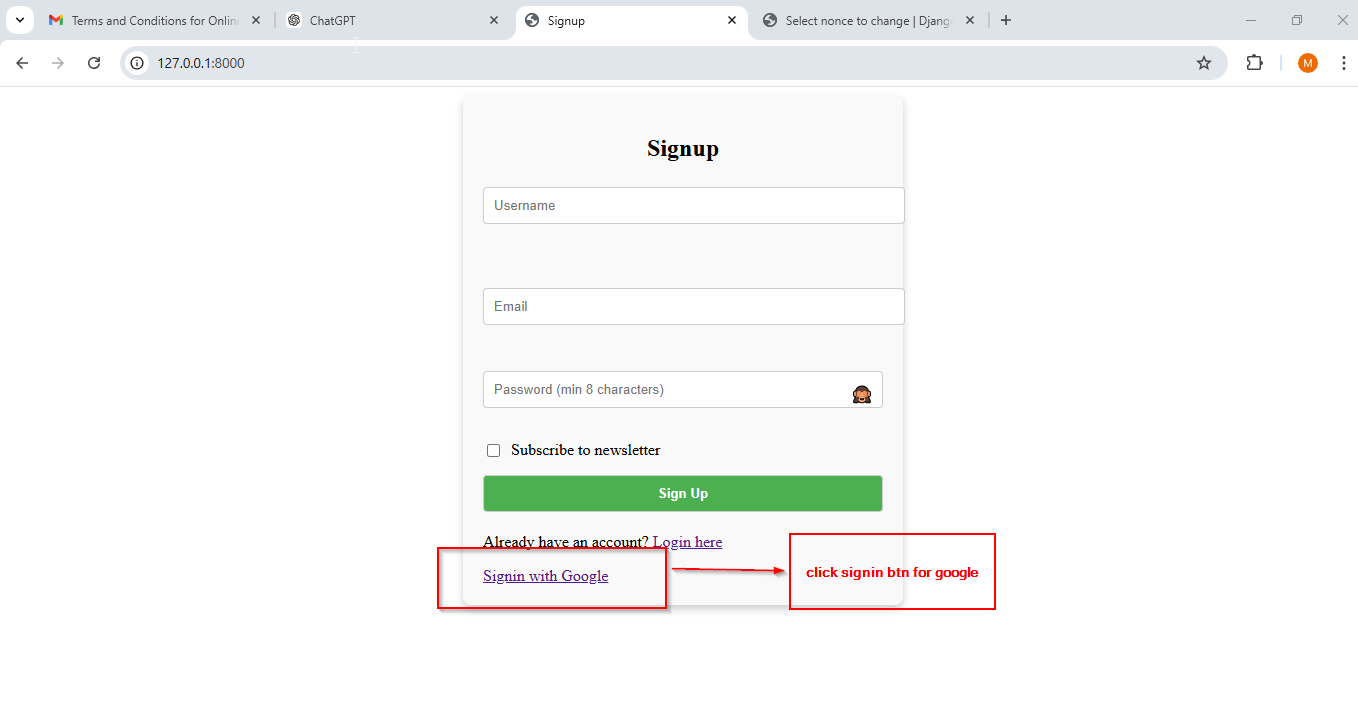 Terms and Conditions for Online
ChatGPT
Signup
Select nonce to change | Django
127.0.0.1:8000
M
Signup
Username
Email
Password (min 8 characters)
Subscribe to newsletter
Sign Up
Already have an account? Login here
Signin with Google
click signin btn for google